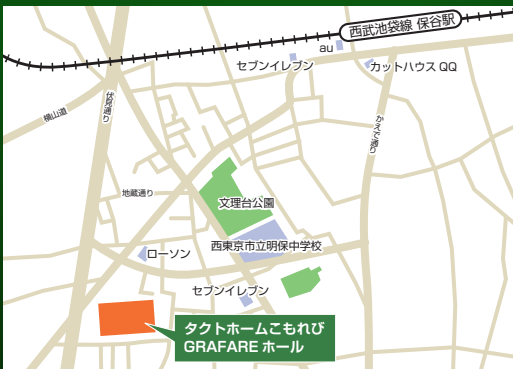 西武池袋線 保谷駅
au
セブンイレブン
カットハウス QQ
伏見通り
横山道
かえで通り
地蔵通り
文理台公園
西東京市立明保中学校
ローソン
セブンイレブン
タクトホームこもれび
GRAFARE ホール